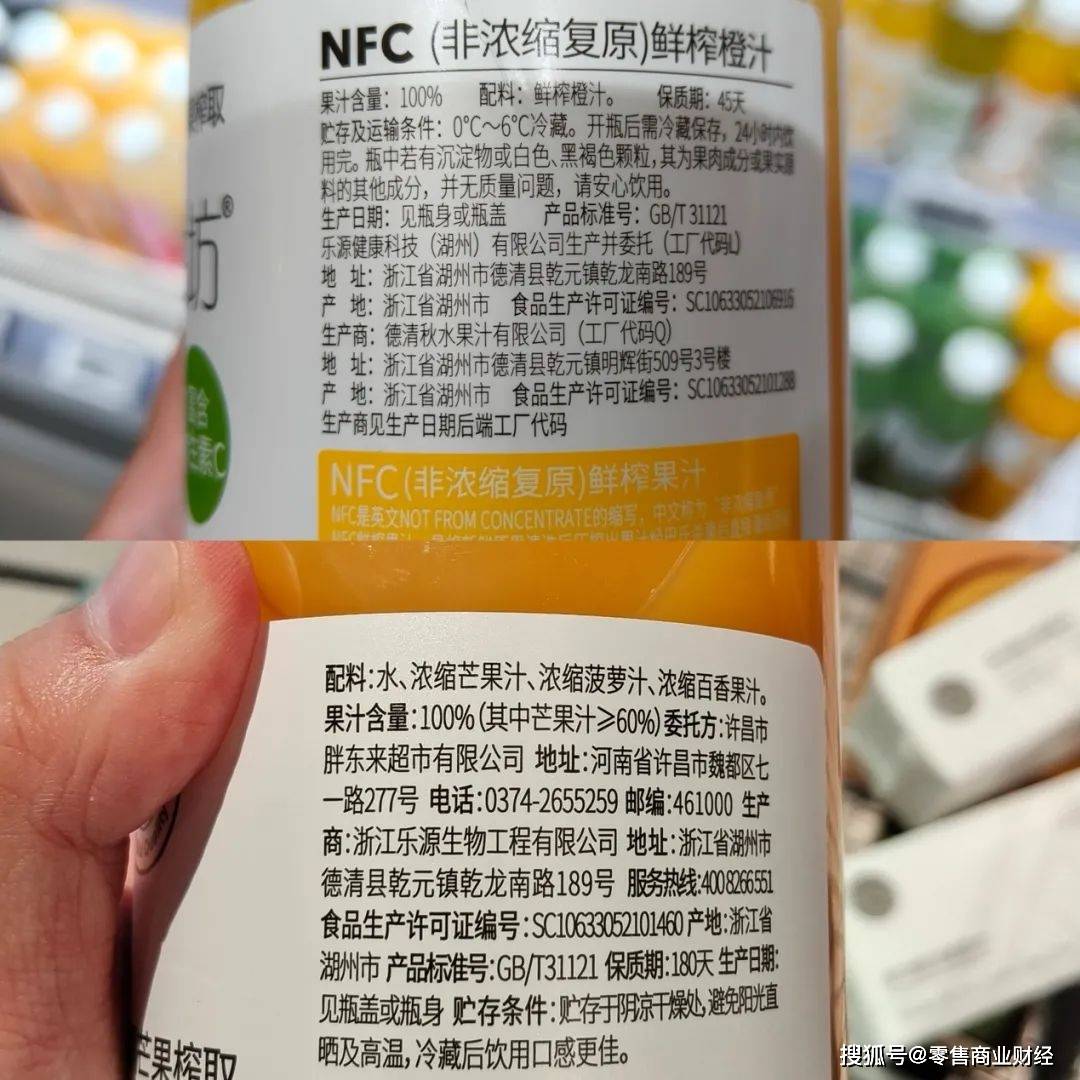 榨取
坊®
富含
维生素C
NFC (非浓缩复原)鲜榨橙汁
果汁含量：100% 配料：鲜榨橙汁。 保质期：45天
贮存及运输条件：0°C～6°C冷藏。开瓶后需冷藏保存，24小时内饮
用完。瓶中若有沉淀物或白色、黑褐色颗粒，其为果肉成分或果实原
料的其他成分，并无质量问题，请安心饮用。
生产日期：见瓶身或瓶盖 产品标准号：GB/T 31121
乐源健康科技（湖州）有限公司生产并委托（工厂代码L）
地 址：浙江省湖州市德清县乾元镇乾龙南路189号
产 地：浙江省湖州市 食品生产许可证编号：SC10633052106916
生产商：德清秋水果汁有限公司（工厂代码Q）
地 址：浙江省湖州市德清县乾元镇明辉街509号3号楼
产 地：浙江省湖州市 食品生产许可证编号：SC10633052101288
生产商见生产日期后端工厂代码
NFC(非浓缩复原)鲜榨果汁
NFC是英文NOT FROM CONCENTRATE的缩写，中文称为“非浓缩
配料:水、浓缩芒果汁、浓缩菠萝汁、浓缩百香果汁。
果汁含量:100%(其中芒果汁≥60%)委托方:许昌市
胖东来超市有限公司 地址:河南省许昌市魏都区七
一路277号 电话:0374-2655259 邮编:461000 生产
商:浙江乐源生物工程有限公司 地址:浙江省湖州市
德清县乾元镇乾龙南路189号 服务热线:4008266551
食品生产许可证编号:SC10633052101460 产地:浙江省
湖州市 产品标准号:GB/T31121 保质期:180天 生产日期:
见瓶盖或瓶身 贮存条件:贮存于阴凉干燥处,避免阳光直
晒及高温,冷藏后饮用口感更佳。
芒果榨取
搜狐号@零售商业财经